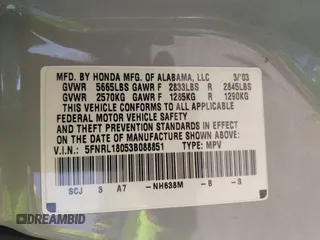 MFD. BY HONDA MFG. OF ALABAMA, LLC 3/'03
GVWR 5665LBS GAWR F 2833LBS R 2845LBS
GVWR 2570KG GAWR F 1285KG R 1290KG
THIS VEHICLE CONFORMS TO ALL APPLICABLE
FEDERAL MOTOR VEHICLE SAFETY
AND THEFT PREVENTION STANDARDS IN EFFECT
ON THE DATE OF MANUFACTURE SHOWN ABOVE.
V.I.N.: 5FNRL18053B088851 TYPE: MPV
SCJ 3 A7 -NH638M -B -B
DREAMBID